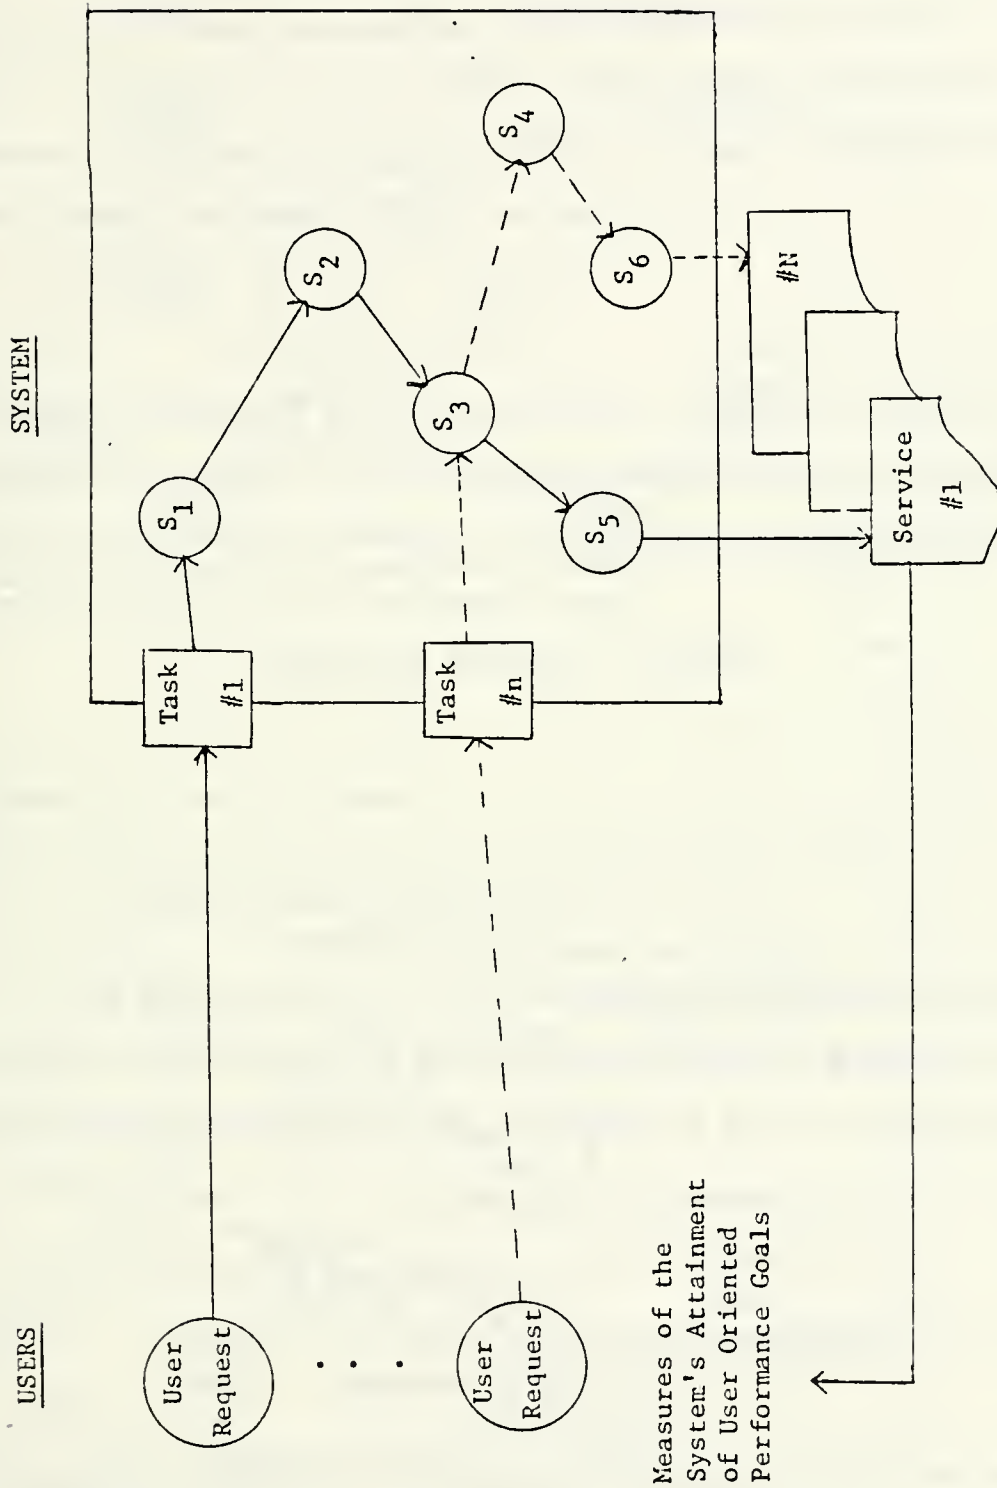 USERS
SYSTEM
User
Request
Task
#1
S1
S2
S3
S4
S5
S6
. . .
User
Request
Task
#n
Measures of the
System's Attainment
of User Oriented
Performance Goals
Service
#1
#N